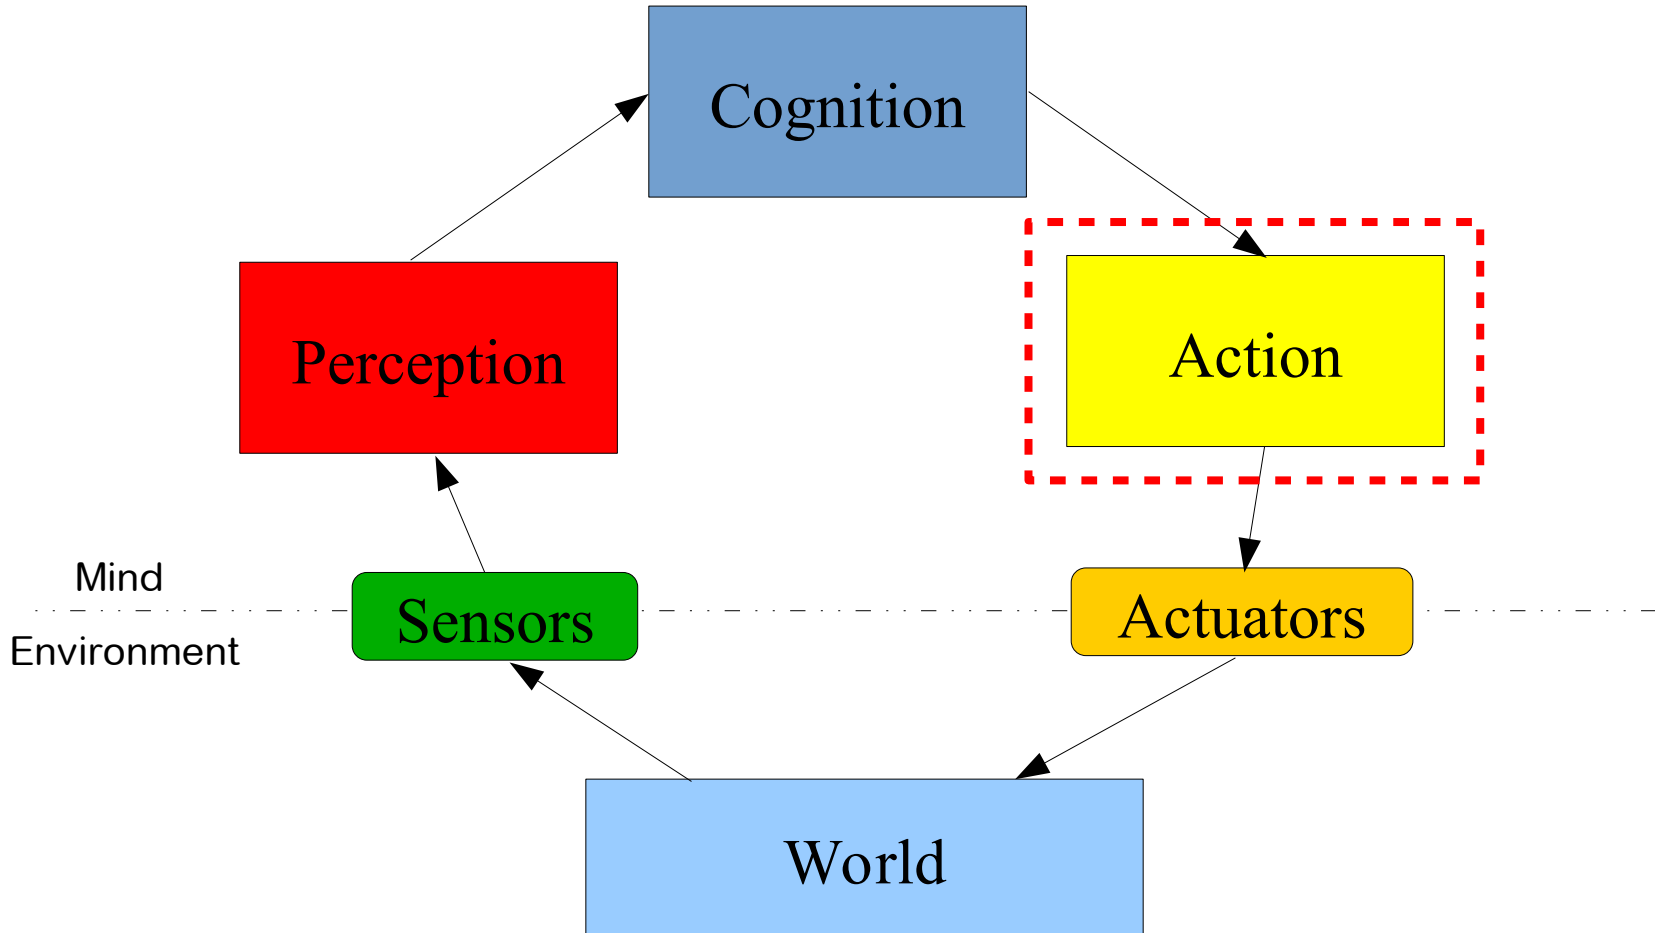 Cognition
Perception
Action
Mind
Sensors
Actuators
Environment
World